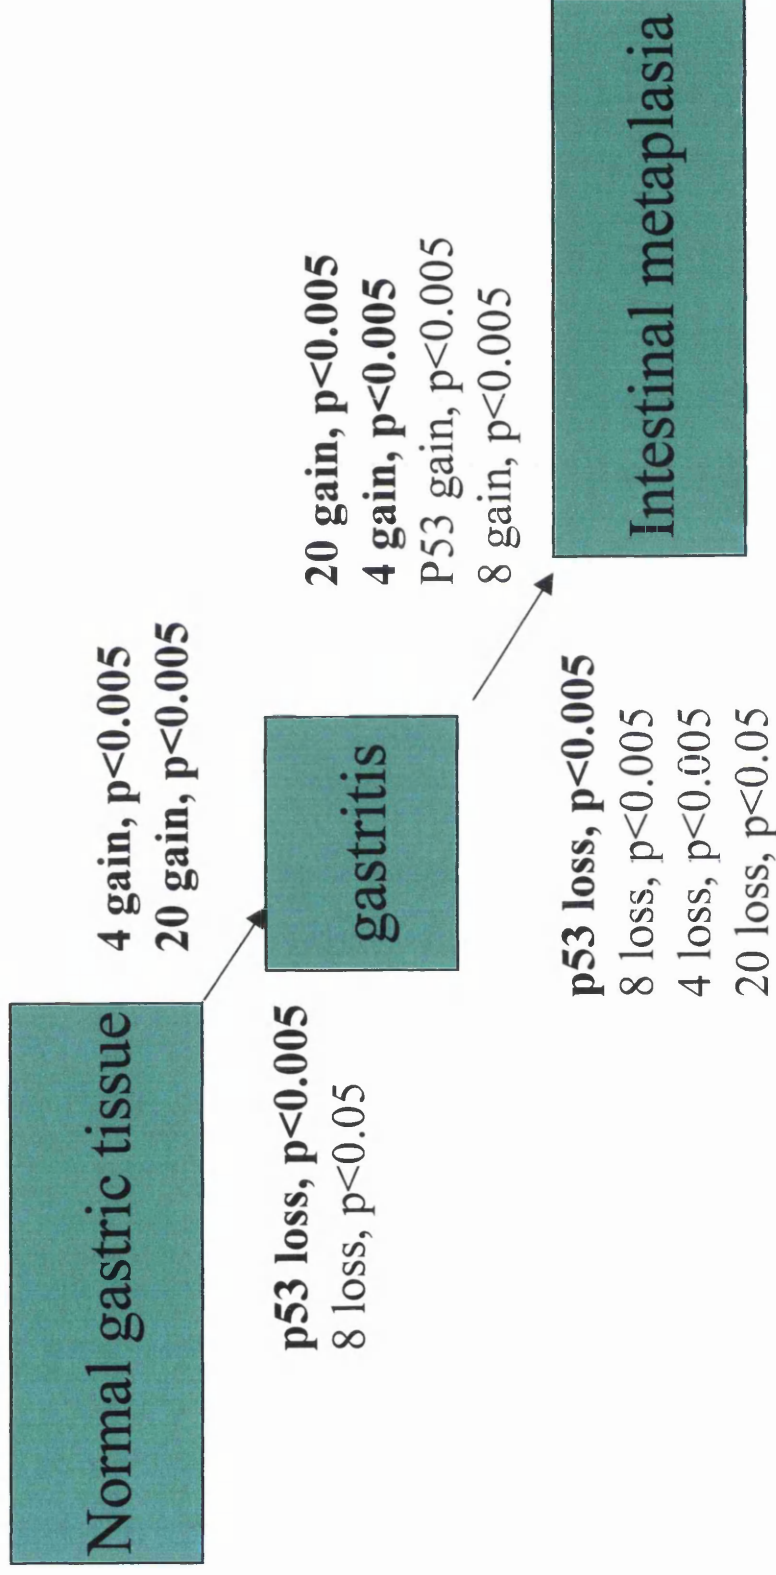 Normal gastric tissue
4 gain, p<0.005
20 gain, p<0.005
p53 loss, p<0.005
8 loss, p<0.05
gastritis
20 gain, p<0.005
4 gain, p<0.005
P53 gain, p<0.005
8 gain, p<0.005
p53 loss, p<0.005
8 loss, p<0.005
4 loss, p<0.005
20 loss, p<0.05
Intestinal metaplasia